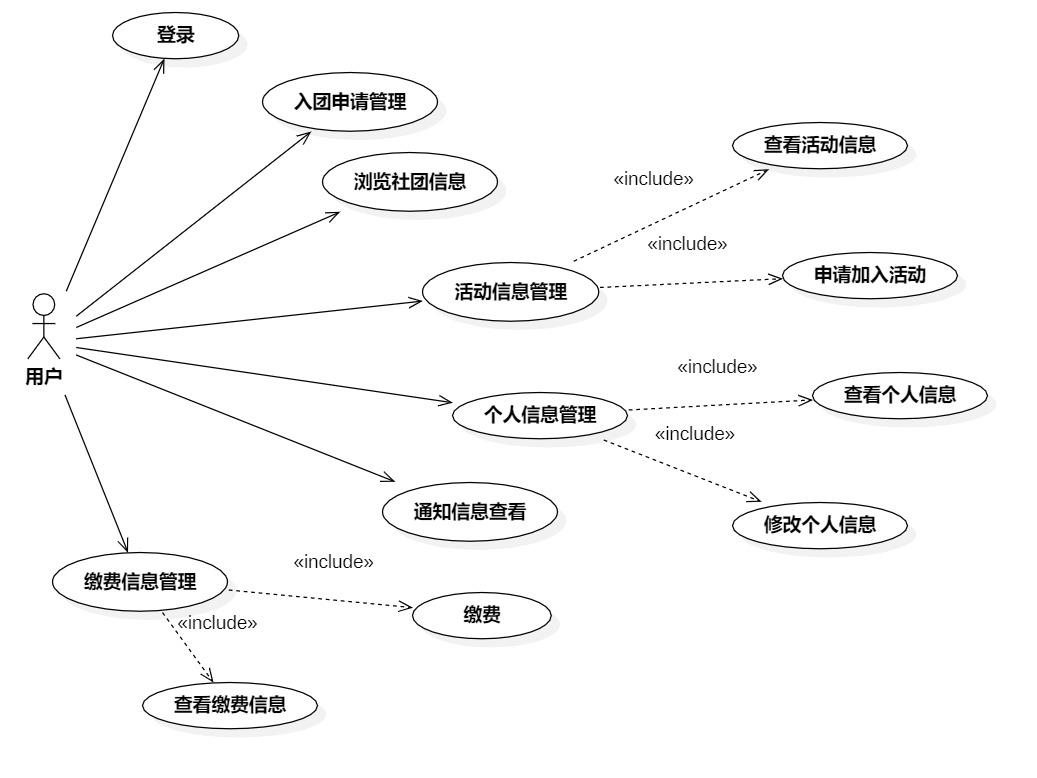 登录
入团申请管理
查看活动信息
浏览社团信息
«include»
«include»
申请加入活动
活动信息管理
用户
«include»
查看个人信息
个人信息管理
«include»
通知信息查看
修改个人信息
«include»
缴费信息管理
缴费
«include»
查看缴费信息